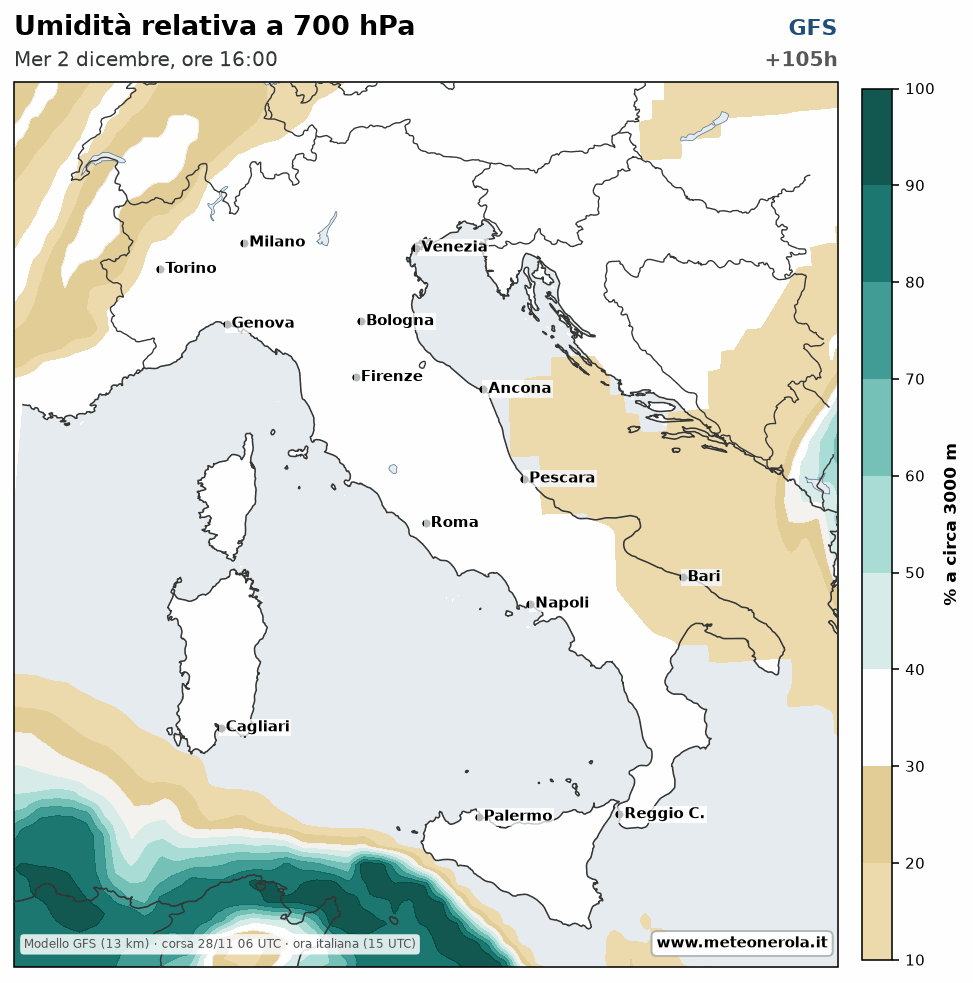 Umidità relativa a 700 hPa
GFS
Mer 2 dicembre, ore 16:00
+105h
Milano
Venezia
Torino
Genova
Bologna
Firenze
Ancona
Pescara
Roma
Bari
Napoli
Cagliari
Palermo
Reggio C.
100
90
80
70
60
50
40
30
20
10
% a circa 3000 m
Modello GFS (13 km) · corsa 28/11 06 UTC · ora italiana (15 UTC)
www.meteonerola.it